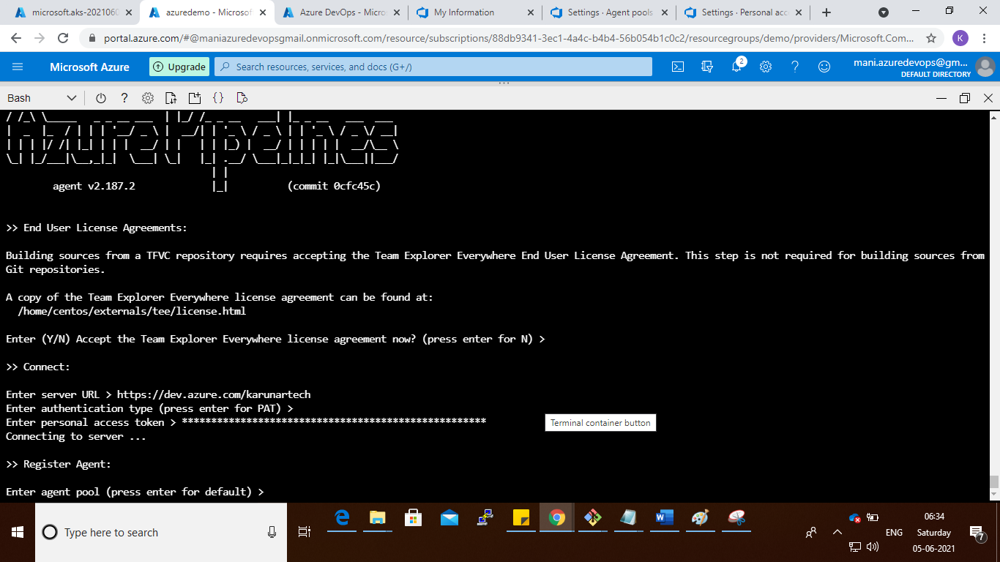 microsoft.aks-202106
azuredemo - Microsof
Azure DevOps - Micro
My Information
Settings · Agent pools
Settings · Personal acc
portal.azure.com/#@maniazuredevopsgmail.onmicrosoft.com/resource/subscriptions/88db9341-3ec1-4a4c-b4b4-56b054b1c0c2/resourcegroups/demo/providers/Microsoft.Com...
K
Microsoft Azure
Upgrade
Search resources, services, and docs (G+/)
2
mani.azuredevops@gm...
DEFAULT DIRECTORY
Bash
Azure Pipelines
agent v2.187.2 (commit 0cfc45c)
>> End User License Agreements:
Building sources from a TFVC repository requires accepting the Team Explorer Everywhere End User License Agreement. This step is not required for building sources from
Git repositories.
A copy of the Team Explorer Everywhere license agreement can be found at:
/home/centos/externals/tee/license.html
Enter (Y/N) Accept the Team Explorer Everywhere license agreement now? (press enter for N) >
>> Connect:
Enter server URL > https://dev.azure.com/karunartech
Enter authentication type (press enter for PAT) >
Enter personal access token > ****************************************************
Terminal container button
Connecting to server ...
>> Register Agent:
Enter agent pool (press enter for default) >
Type here to search
ENG
06:34
Saturday
05-06-2021
7